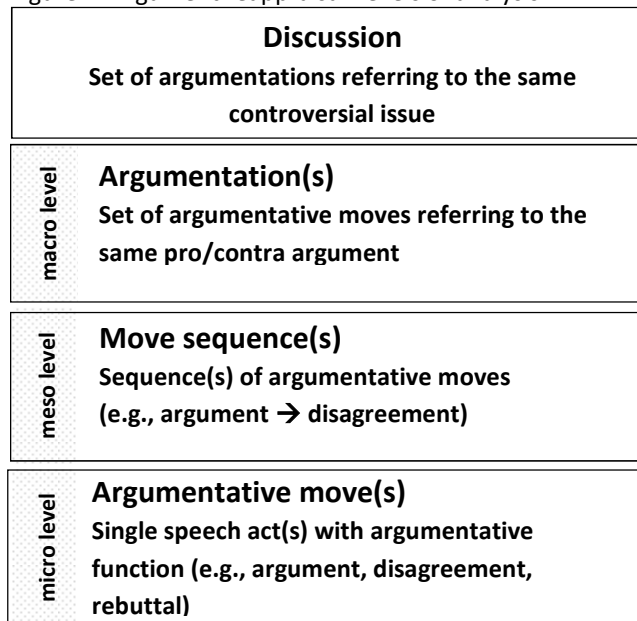 Discussion
Set of argumentations referring to the same
controversial issue
macro level
Argumentation(s)
Set of argumentative moves referring to the
same pro/contra argument
meso level
Move sequence(s)
Sequence(s) of argumentative moves
(e.g., argument → disagreement)
micro level
Argumentative move(s)
Single speech act(s) with argumentative
function (e.g., argument, disagreement,
rebuttal)